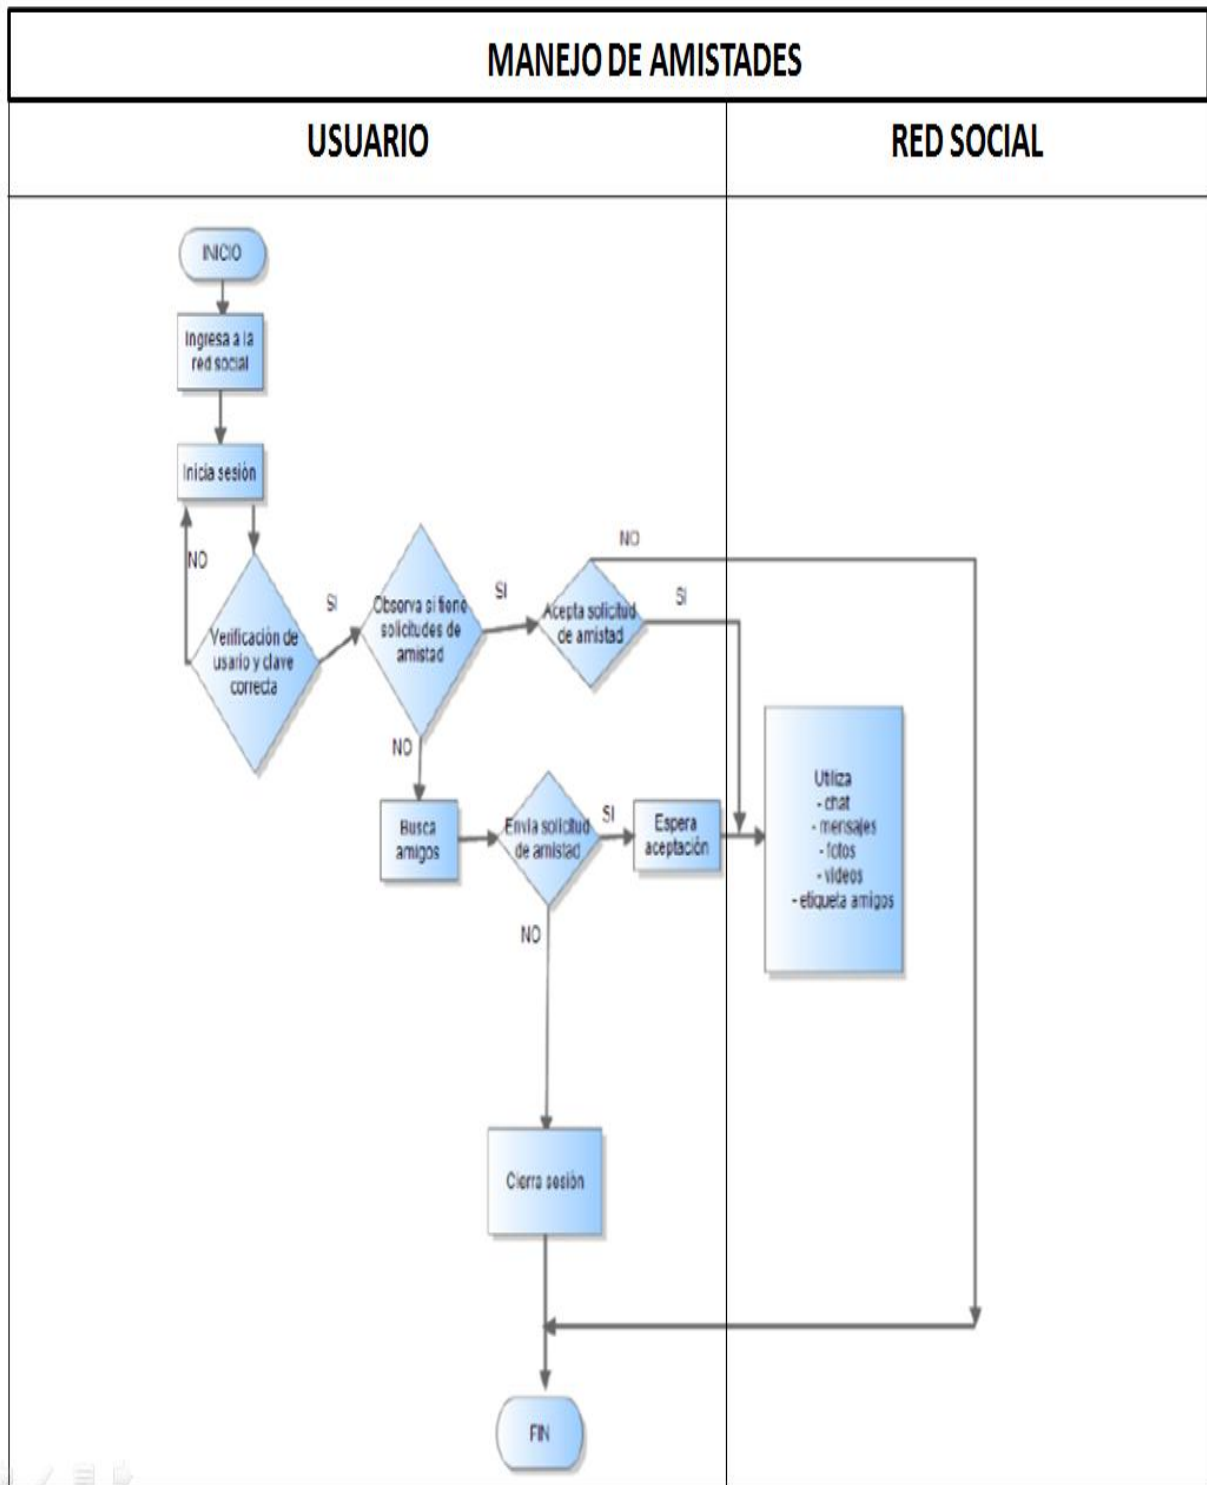 MANEJO DE AMISTADES
USUARIO
RED SOCIAL
INICIO
Ingresa a la
red social
Inicia sesión
NO
Verificación de
usario y clave
correcta
SI
Observa si tiene
solicitudes de
amistad
SI
Acepta solicitud
de amistad
NO
SI
NO
Busca
amigos
Envia solicitud
de amistad
SI
Espera
aceptación
Utiliza
- chat
- mensajes
- fotos
- videos
- etiqueta amigos
NO
Cierra sesión
FIN